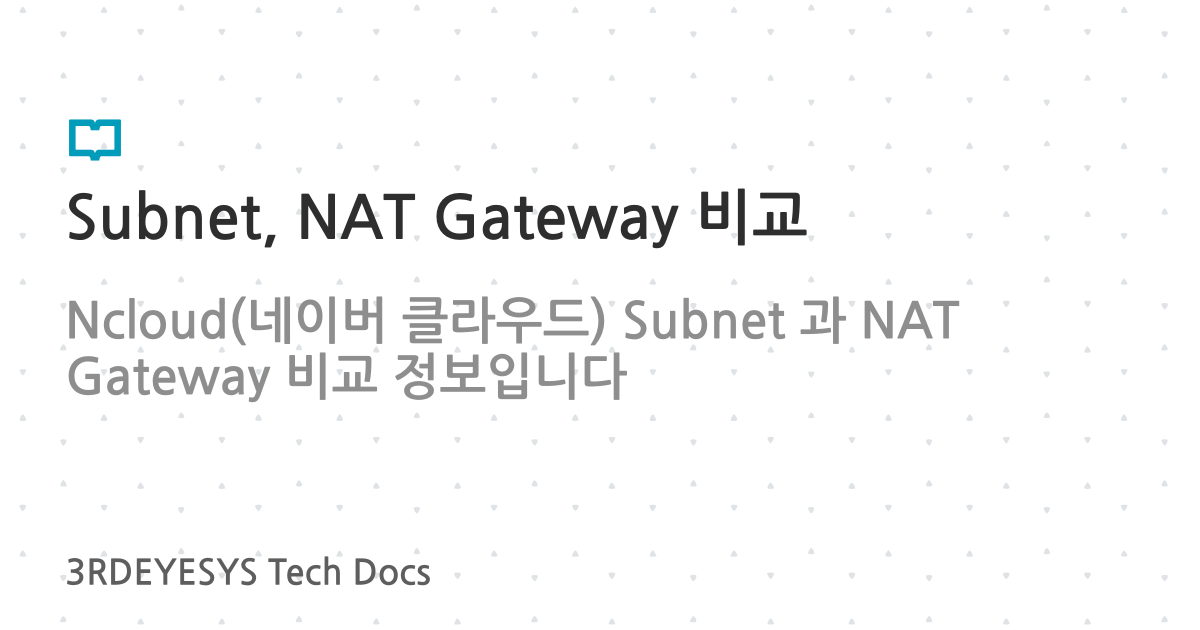 Subnet, NAT Gateway 비교
Ncloud(네이버 클라우드) Subnet 과 NAT
Gateway 비교 정보입니다
3RDEYESYS Tech Docs